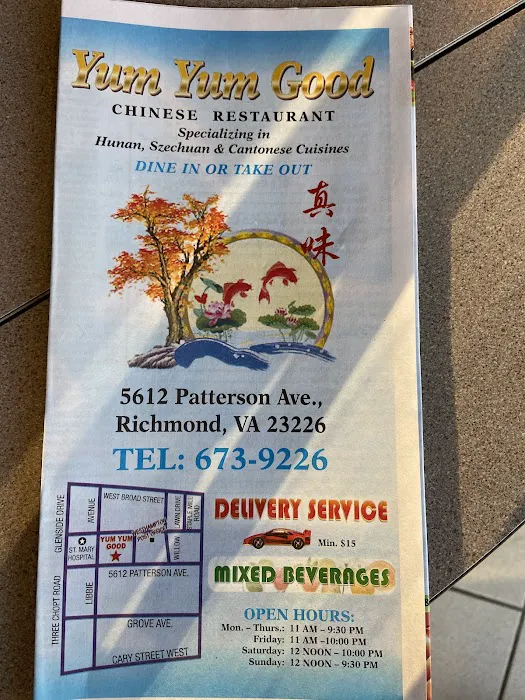 Yum Yum Good
CHINESE RESTAURANT
Specializing in
Hunan, Szechuan & Cantonese Cuisines
DINE IN OR TAKE OUT
真
味
5612 Patterson Ave.,
Richmond, VA 23226
TEL: 673-9226
GLENSIDE DRIVE
THREE CHOPT ROAD
AVENUE
LIBBIE
WEST BROAD STREET
LAWN DRIVE
WILLOW
ROAD
ST. MARY
HOSPITAL
YUM YUM
GOOD
5612 PATTERSON AVE.
GROVE AVE.
CARY STREET WEST
DELIVERY SERVICE
Min. $15
MIXED BEVERAGES
OPEN HOURS:
Mon. – Thurs.: 11 AM – 9:30 PM
Friday: 11 AM –10:00 PM
Saturday: 12 NOON – 10:00 PM
Sunday: 12 NOON – 9:30 PM